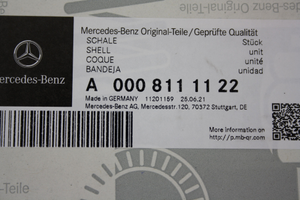 Mercedes-Benz Original-Teile/Geprüfte Qualität
SCHALE Stück
SHELL unit
COQUE unité
BANDEJA unidad
ercedes-Benz
A 000 811 11 22
Made in GERMANY 11201159 25.06.21
Mercedes-Benz AG, Mercedesstr.120, 70372 Stuttgart, DE
More information on
http://p.mb-qr.com
-Teile